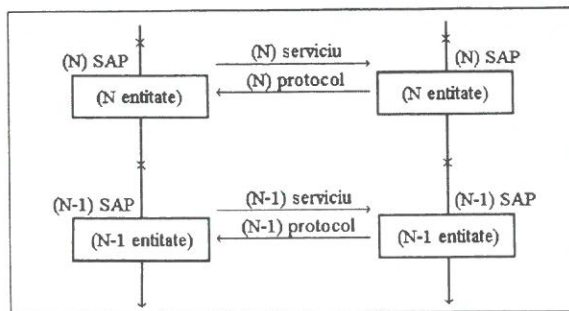 (N) serviciu
(N) SAP (N) SAP
(N) protocol
(N entitate) (N entitate)
(N-1) SAP (N-1) serviciu (N-1) SAP
(N-1) protocol
(N-1 entitate) (N-1 entitate)